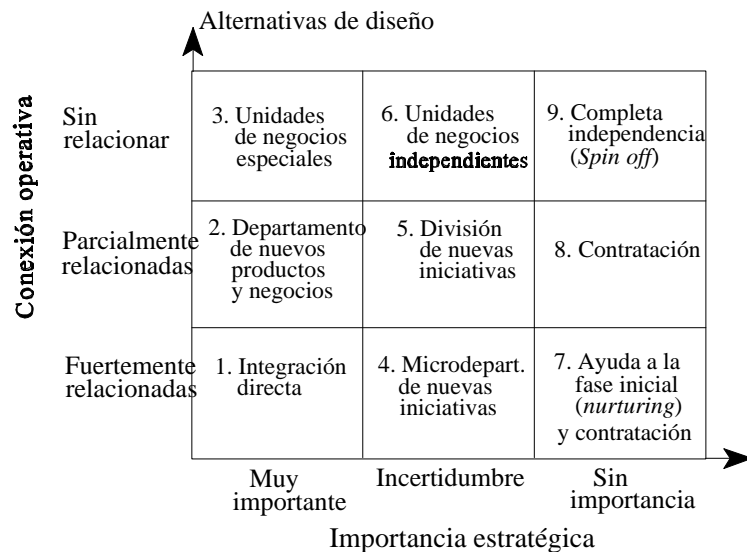 Alternativas de diseño
Conexión operativa
Sin
relacionar
3. Unidades
de negocios
especiales
6. Unidades
de negocios
independientes
9. Completa
independencia
(Spin off)
Parcialmente
relacionadas
2. Departamento
de nuevos
productos
y negocios
5. División
de nuevas
iniciativas
8. Contratación
Fuertemente
relacionadas
1. Integración
directa
4. Microdepart.
de nuevas
iniciativas
7. Ayuda a la
fase inicial
(nurturing)
y contratación
Muy
importante
Incertidumbre
Sin
importancia
Importancia estratégica